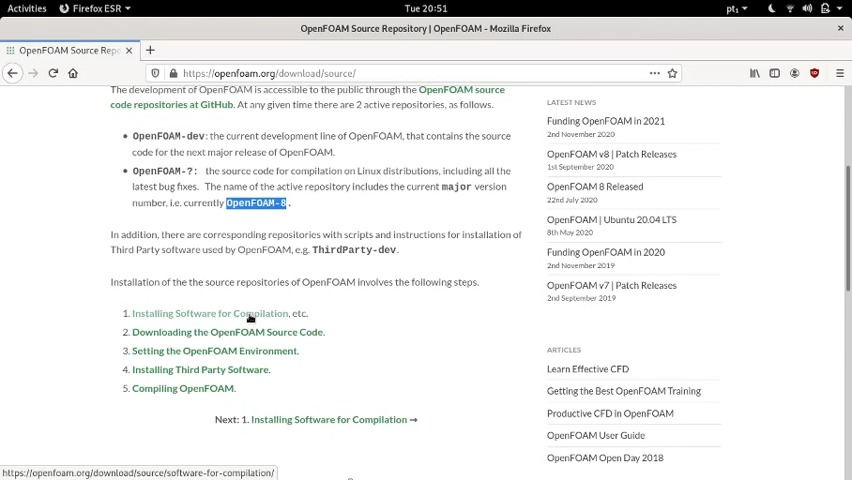 Activities Firefox ESR Tue 20:51 pt₁
OpenFOAM Source Repository | OpenFOAM - Mozilla Firefox
OpenFOAM Source Repo
https://openfoam.org/download/source/
The development of OpenFOAM is accessible to the public through the OpenFOAM source
code repositories at GitHub. At any given time there are 2 active repositories, as follows.
• OpenFOAM-dev: the current development line of OpenFOAM, that contains the source
code for the next major release of OpenFOAM.
• OpenFOAM-?: the source code for compilation on Linux distributions, including all the
latest bug fixes. The name of the active repository includes the current major version
number, i.e. currently OpenFOAM-8.
In addition, there are corresponding repositories with scripts and instructions for installation of
Third Party software used by OpenFOAM, e.g. ThirdParty-dev.
Installation of the the source repositories of OpenFOAM involves the following steps.
1. Installing Software for Compilation, etc.
2. Downloading the OpenFOAM Source Code.
3. Setting the OpenFOAM Environment.
4. Installing Third Party Software.
5. Compiling OpenFOAM.
Next: 1. Installing Software for Compilation →
LATEST NEWS
Funding OpenFOAM in 2021
2nd November 2020
OpenFOAM v8 | Patch Releases
1st September 2020
OpenFOAM 8 Released
22nd July 2020
OpenFOAM | Ubuntu 20.04 LTS
8th May 2020
Funding OpenFOAM in 2020
2nd November 2019
OpenFOAM v7 | Patch Releases
2nd September 2019
ARTICLES
Learn Effective CFD
Getting the Best OpenFOAM Training
Productive CFD in OpenFOAM
OpenFOAM User Guide
OpenFOAM Open Day 2018
https://openfoam.org/download/source/software-for-compilation/